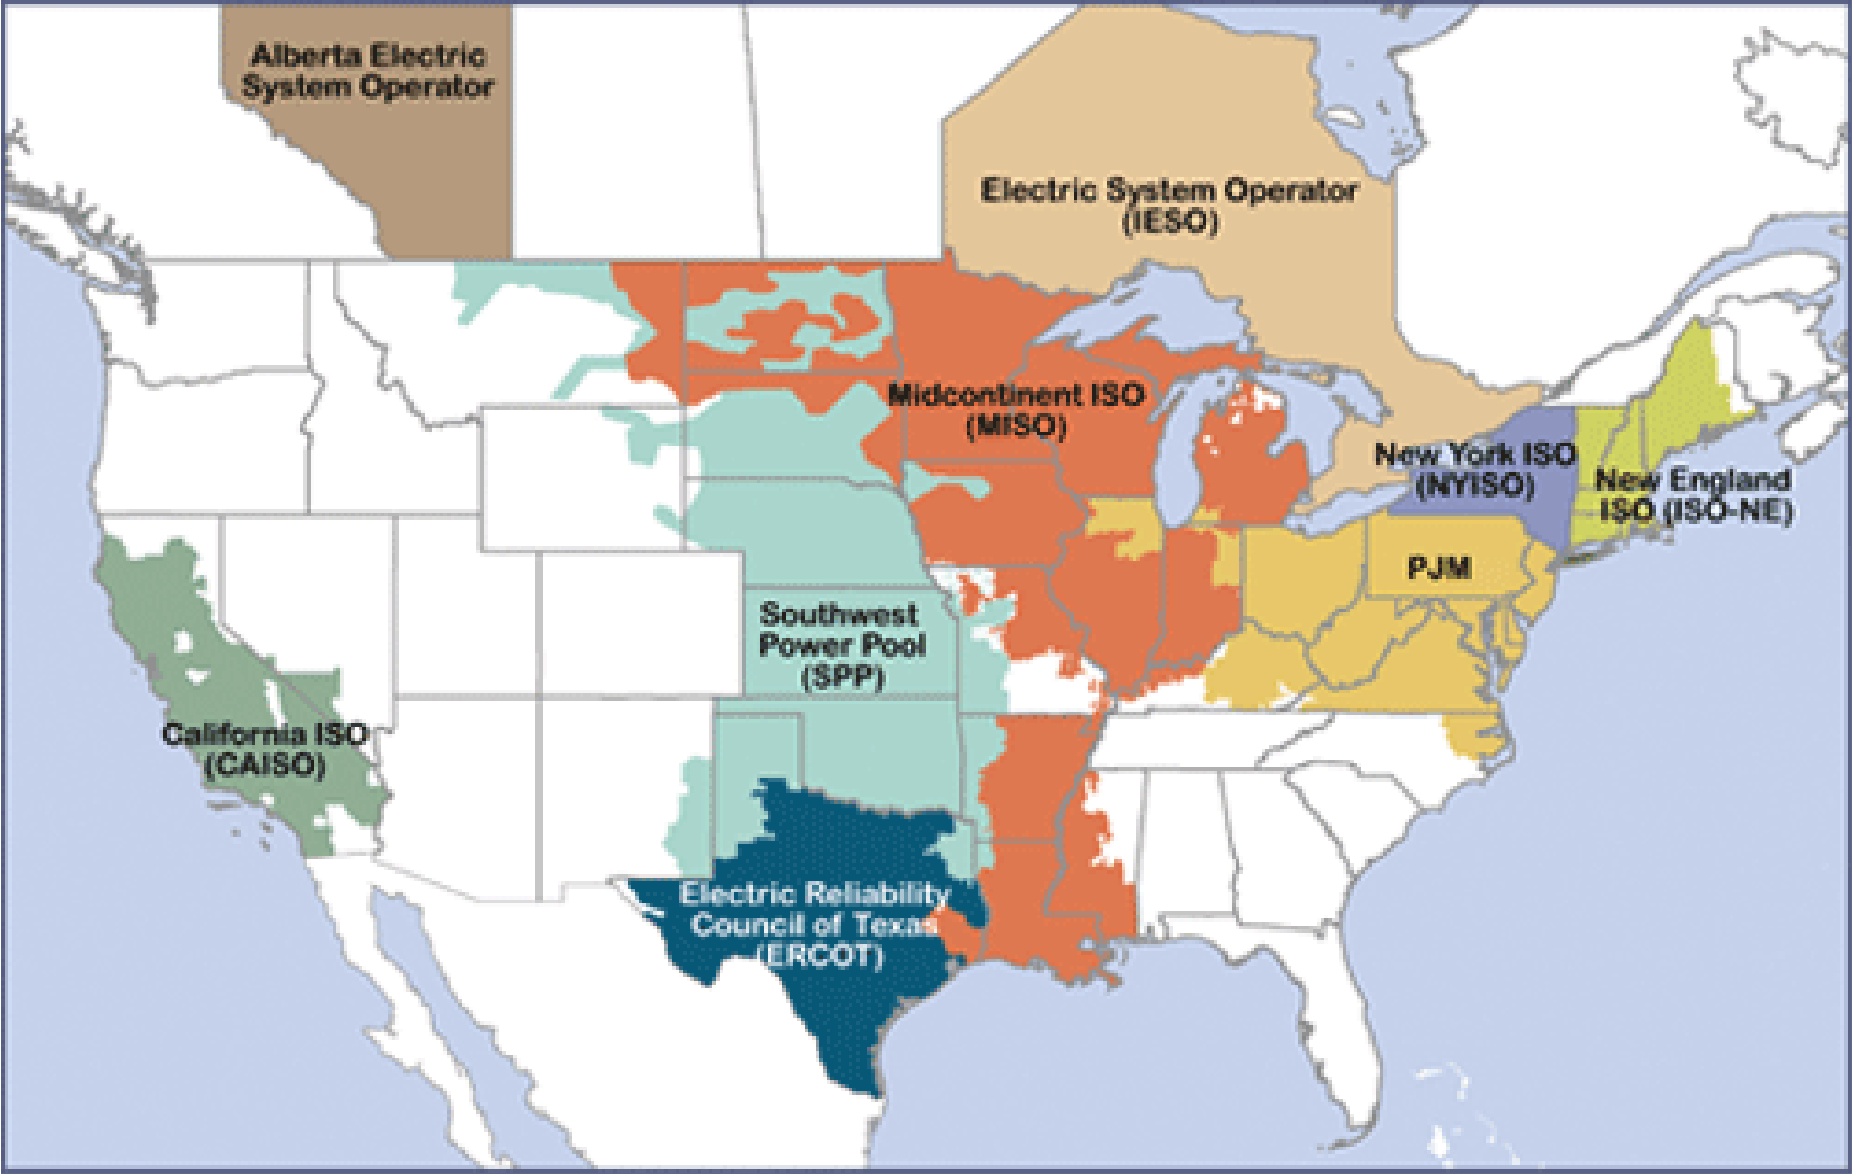 Alberta Electric
System Operator
Electric System Operator
(IESO)
Midcontinent ISO
(MISO)
New York ISO
(NYISO)
New England
ISO (ISO-NE)
PJM
Southwest
Power Pool
(SPP)
California ISO
(CAISO)
Electric Reliability
Council of Texas
(ERCOT)